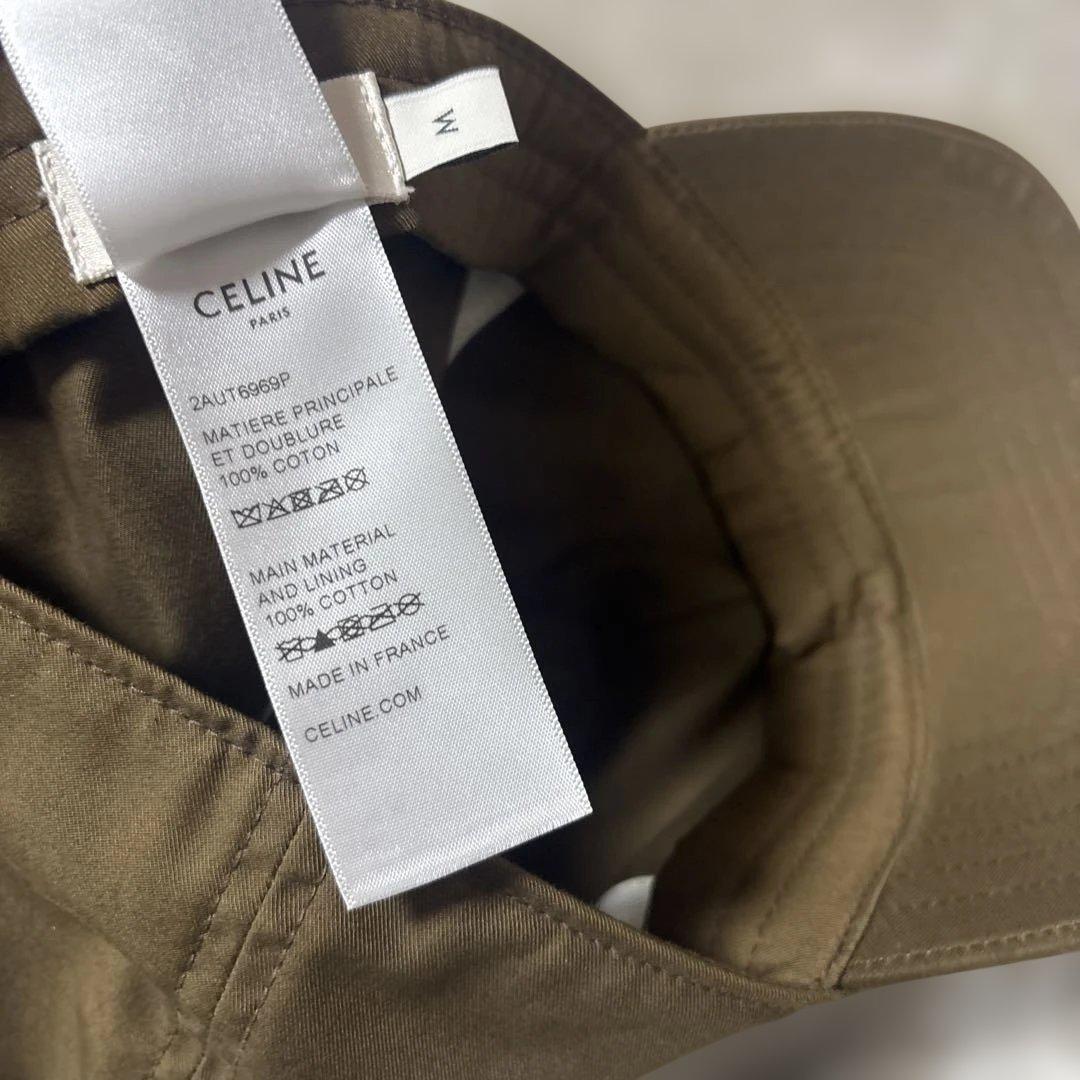 M
CELINE
PARIS
2AUT6969P
MATIERE PRINCIPALE
ET DOUBLURE
100% COTON
MAIN MATERIAL
AND LINING
100% COTTON
MADE IN FRANCE
CELINE.COM